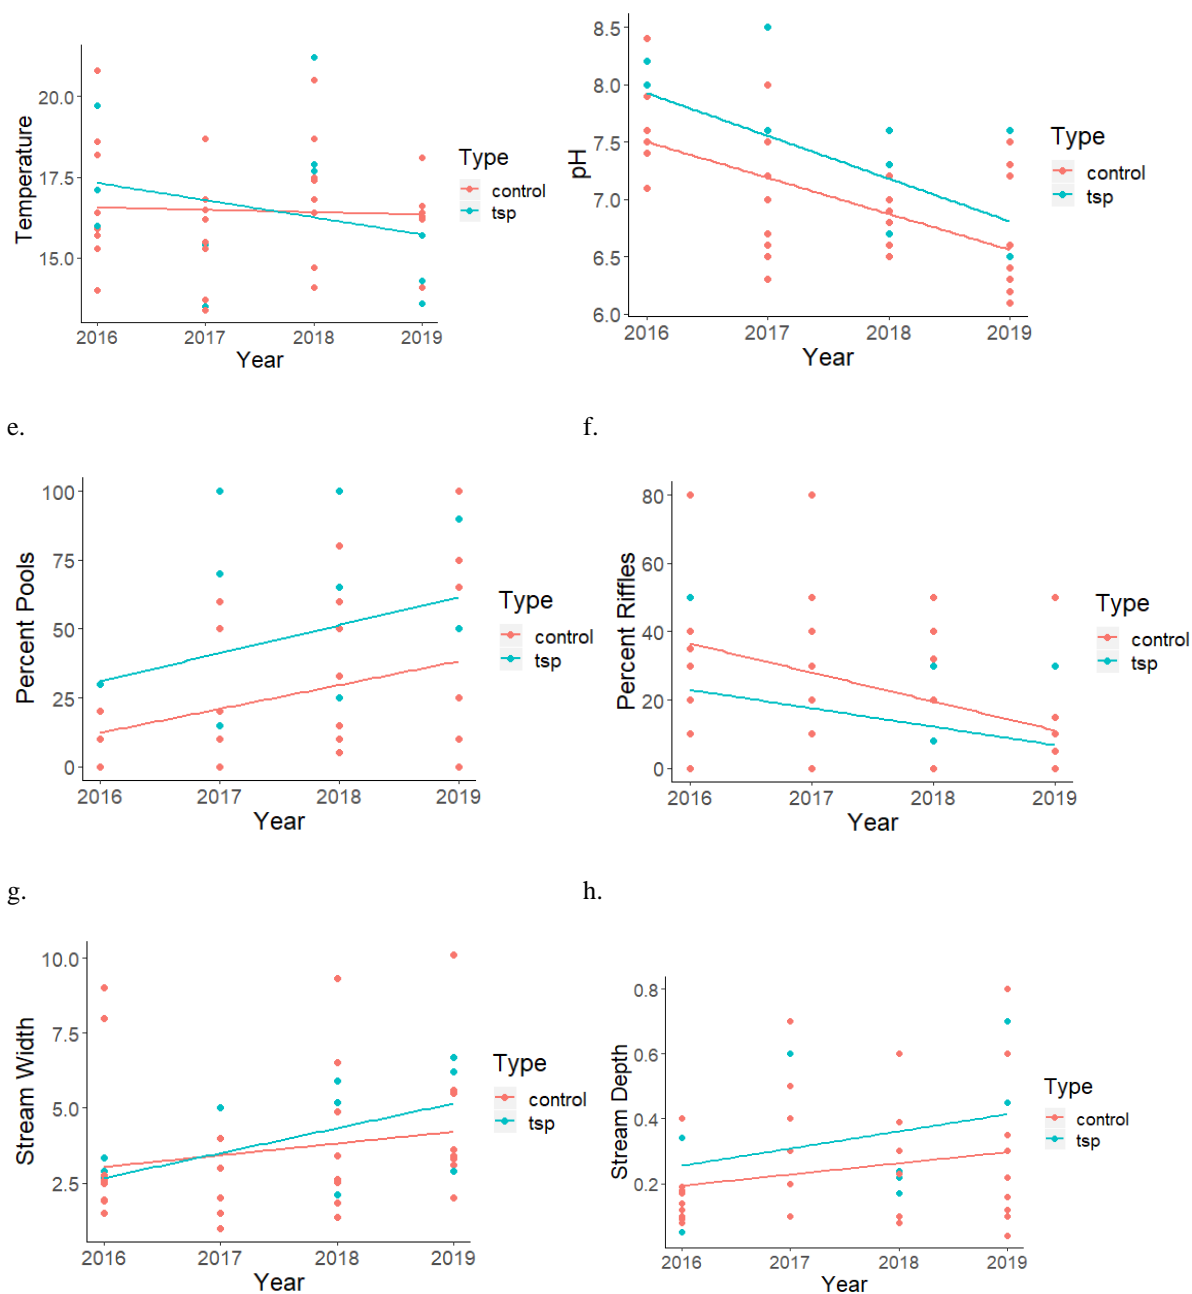 Temperature
20.0
17.5
15.0
2016 2017 2018 2019
Year
Type
control
tsp
pH
8.5
8.0
7.5
7.0
6.5
6.0
2016 2017 2018 2019
Year
Type
control
tsp
e.
f.
Percent Pools
100
75
50
25
0
2016 2017 2018 2019
Year
Type
control
tsp
Percent Riffles
80
60
40
20
0
2016 2017 2018 2019
Year
Type
control
tsp
g.
h.
Stream Width
10.0
7.5
5.0
2.5
2016 2017 2018 2019
Year
Type
control
tsp
Stream Depth
0.8
0.6
0.4
0.2
2016 2017 2018 2019
Year
Type
control
tsp